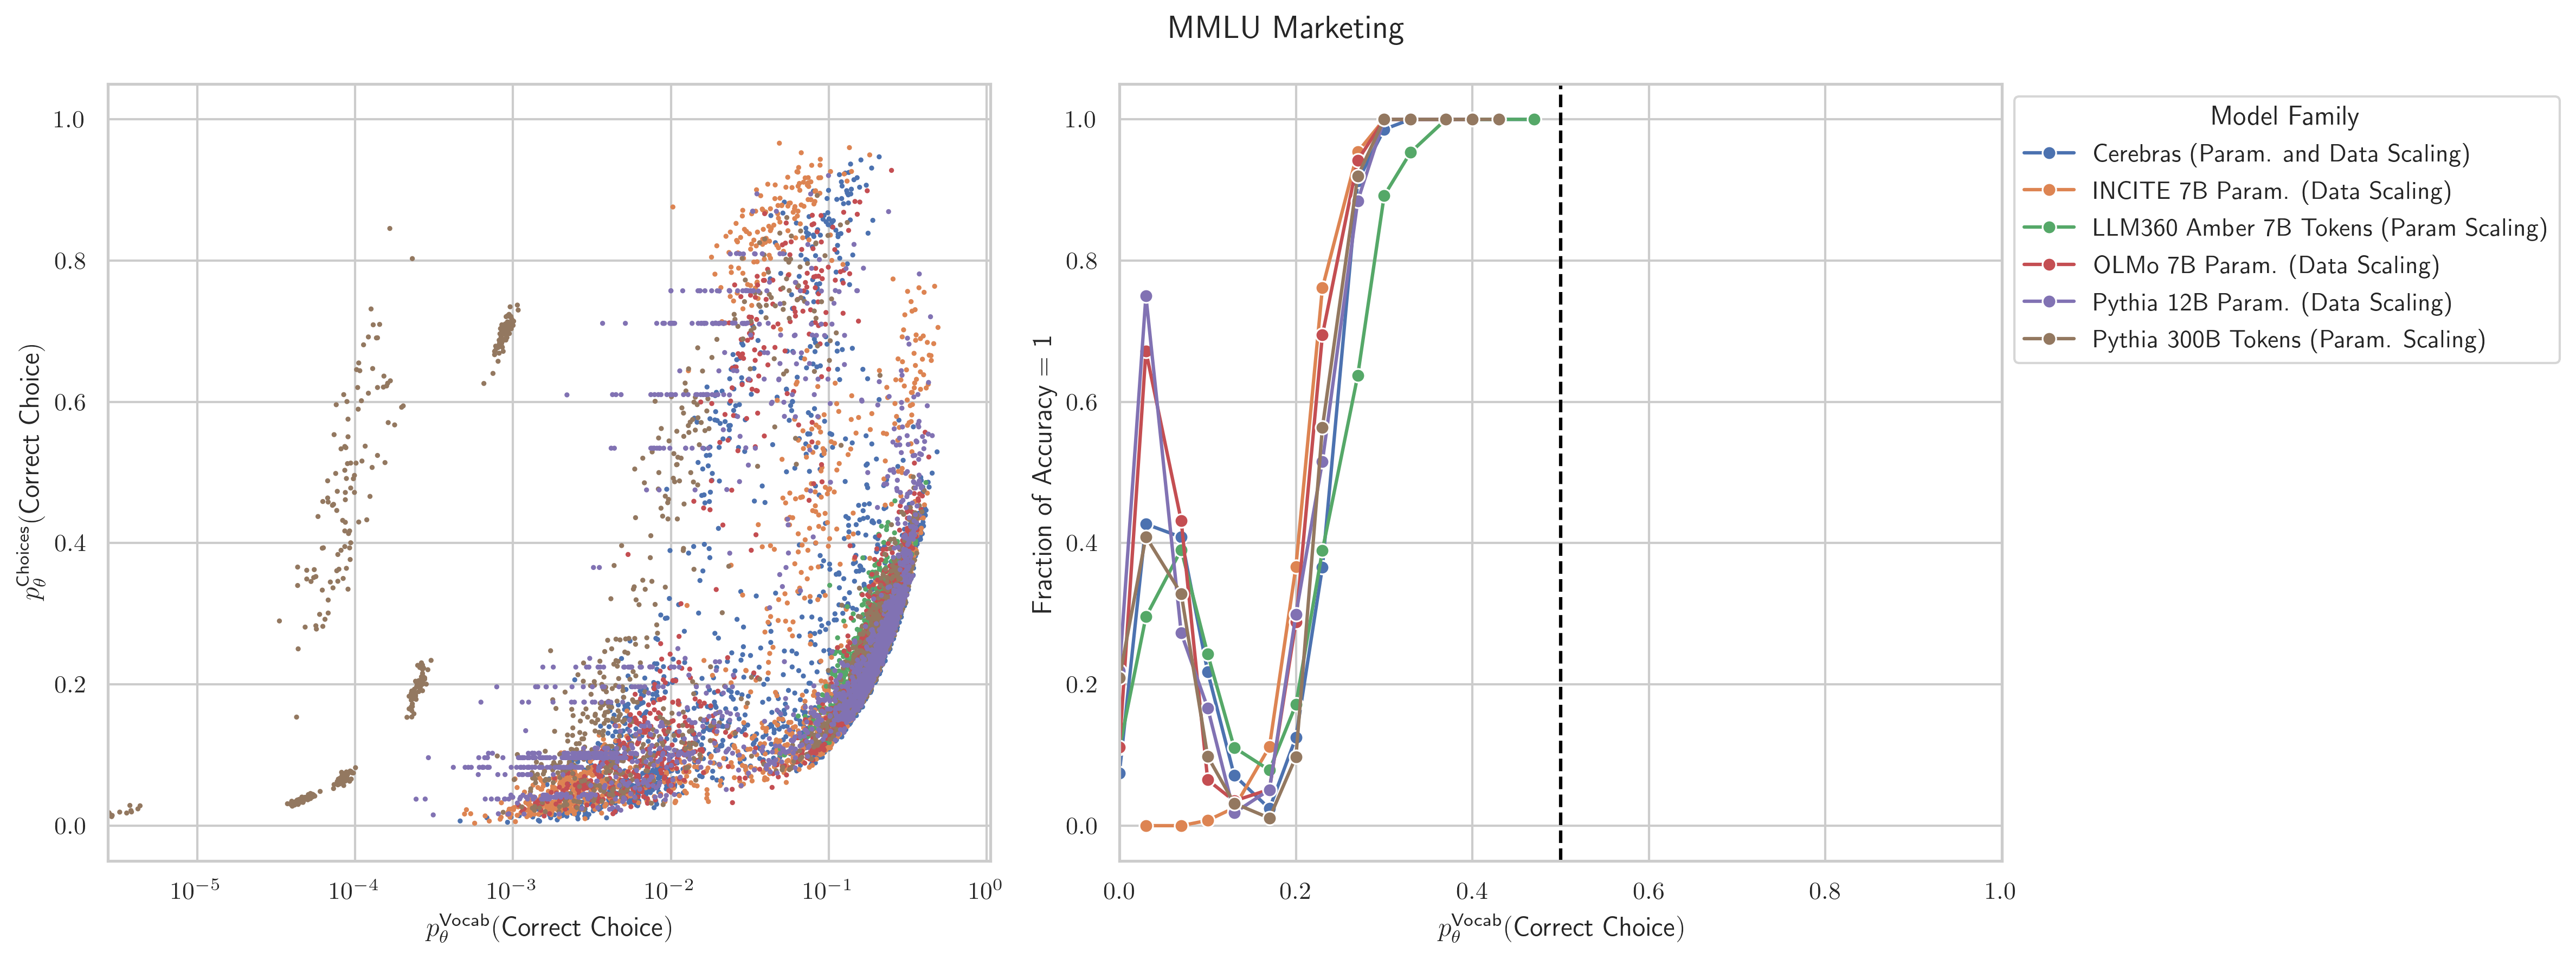 MMLU Marketing
p_θ^Choices(Correct Choice)
1.0
0.8
0.6
0.4
0.2
0.0
10⁻⁵ 10⁻⁴ 10⁻³ 10⁻² 10⁻¹ 10⁰
p_θ^Vocab(Correct Choice)
Fraction of Accuracy = 1
1.0
0.8
0.6
0.4
0.2
0.0
0.0 0.2 0.4 0.6 0.8 1.0
p_θ^Vocab(Correct Choice)
Model Family
Cerebras (Param. and Data Scaling)
INCITE 7B Param. (Data Scaling)
LLM360 Amber 7B Tokens (Param Scaling)
OLMo 7B Param. (Data Scaling)
Pythia 12B Param. (Data Scaling)
Pythia 300B Tokens (Param. Scaling)